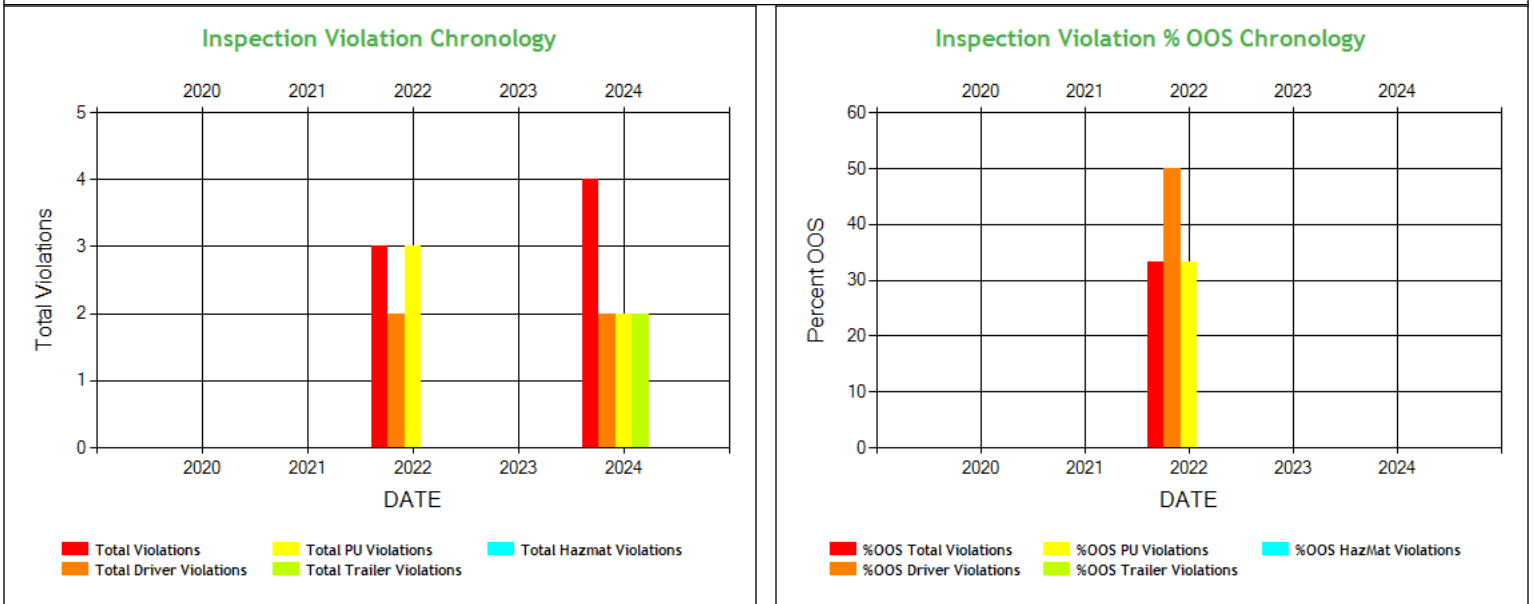 Inspection Violation Chronology
2020 2021 2022 2023 2024
5
4
3
2
1
0
Total Violations
2020 2021 2022 2023 2024
DATE
Total Violations Total PU Violations Total Hazmat Violations
Total Driver Violations Total Trailer Violations
Inspection Violation % OOS Chronology
2020 2021 2022 2023 2024
60
50
40
30
20
10
0
Percent OOS
2020 2021 2022 2023 2024
DATE
%OOS Total Violations %OOS PU Violations %OOS HazMat Violations
%OOS Driver Violations %OOS Trailer Violations